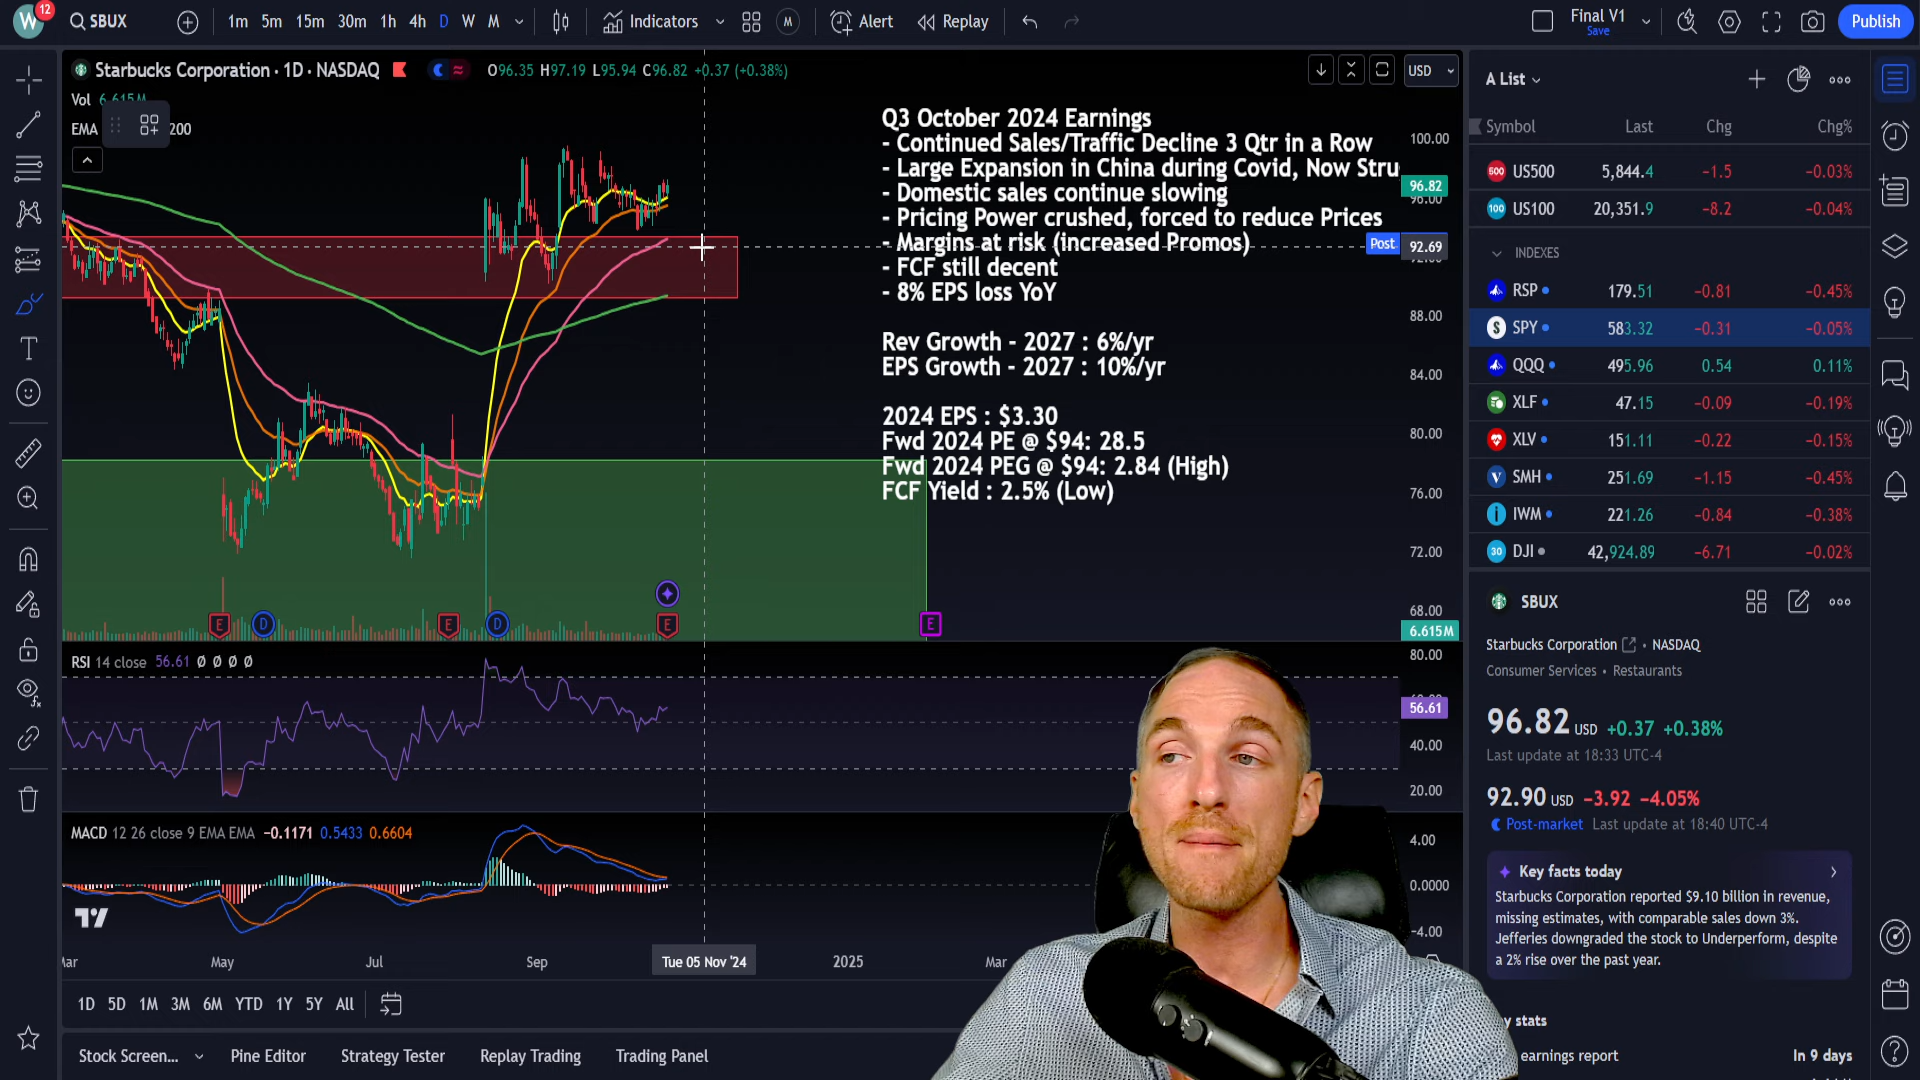 W
12
SBUX
1m 5m 15m 30m 1h 4h D W M
Indicators
M
Alert
Replay
Final V1
Save
Publish
Starbucks Corporation · 1D · NASDAQ
O96.35 H97.19 L95.94 C96.82 +0.37 (+0.38%)
USD
Vol 6.615M
EMA 200
Q3 October 2024 Earnings
- Continued Sales/Traffic Decline 3 Qtr in a Row
- Large Expansion in China during Covid, Now Stru
- Domestic sales continue slowing
- Pricing Power crushed, forced to reduce Prices
- Margins at risk (increased Promos)
- FCF still decent
- 8% EPS loss YoY
Rev Growth - 2027 : 6%/yr
EPS Growth - 2027 : 10%/yr
2024 EPS : $3.30
Fwd 2024 PE @ $94: 28.5
Fwd 2024 PEG @ $94: 2.84 (High)
FCF Yield : 2.5% (Low)
100.00
96.82
96.00
Post 92.69
88.00
84.00
80.00
76.00
72.00
68.00
6.615M
E D E D E E
RSI 14 close 56.61 Ø Ø Ø Ø
80.00
56.61
40.00
20.00
MACD 12 26 close 9 EMA EMA −0.1171 0.5433 0.6604
4.00
0.0000
−4.00
May Jul Sep Tue 05 Nov '24 2025 Mar
1D 5D 1M 3M 6M YTD 1Y 5Y All
Stock Screen... Pine Editor Strategy Tester Replay Trading Trading Panel
A List
Symbol Last Chg Chg%
500 US500 5,844.4 −1.5 −0.03%
100 US100 20,351.9 −8.2 −0.04%
INDEXES
RSP 179.51 −0.81 −0.45%
S SPY 583.32 −0.31 −0.05%
QQQ 495.96 0.54 0.11%
XLF 47.15 −0.09 −0.19%
XLV 151.11 −0.22 −0.15%
V SMH 251.69 −1.15 −0.45%
IWM 221.26 −0.84 −0.38%
30 DJI 42,924.89 −6.71 −0.02%
SBUX
Starbucks Corporation • NASDAQ
Consumer Services • Restaurants
96.82 USD +0.37 +0.38%
Last update at 18:33 UTC-4
92.90 USD −3.92 −4.05%
Post-market Last update at 18:40 UTC-4
Key facts today
Starbucks Corporation reported $9.10 billion in revenue,
missing estimates, with comparable sales down 3%.
Jefferies downgraded the stock to Underperform, despite
a 2% rise over the past year.
stats
earnings report In 9 days